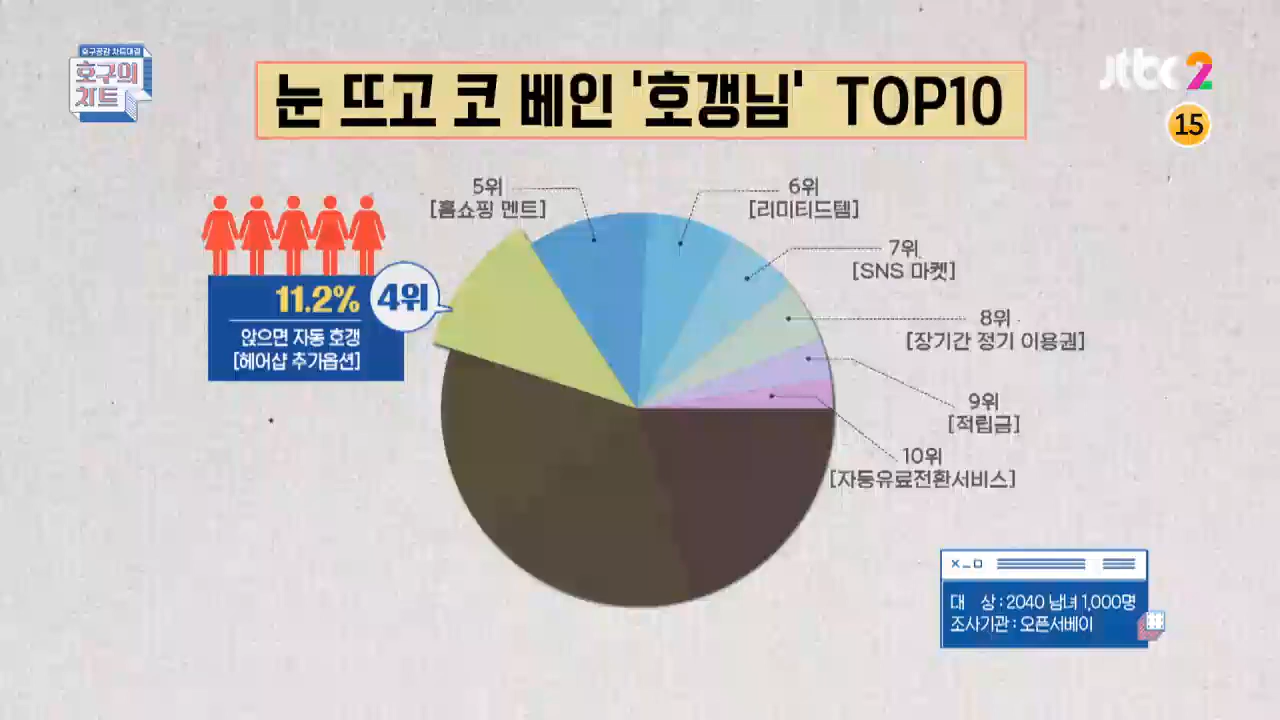 호구공감 차트대결
호구의
차트
눈 뜨고 코 베인 '호갱님' TOP10
jtbc 2
15
5위
[홈쇼핑 멘트]
6위
[리미티드템]
7위
[SNS 마켓]
8위
[장기간 정기 이용권]
9위
[적립금]
10위
[자동유료전환서비스]
11.2%
4위
앉으면 자동 호갱
[헤어샵 추가옵션]
대 상 : 2040 남녀 1,000명
조사기관 : 오픈서베이